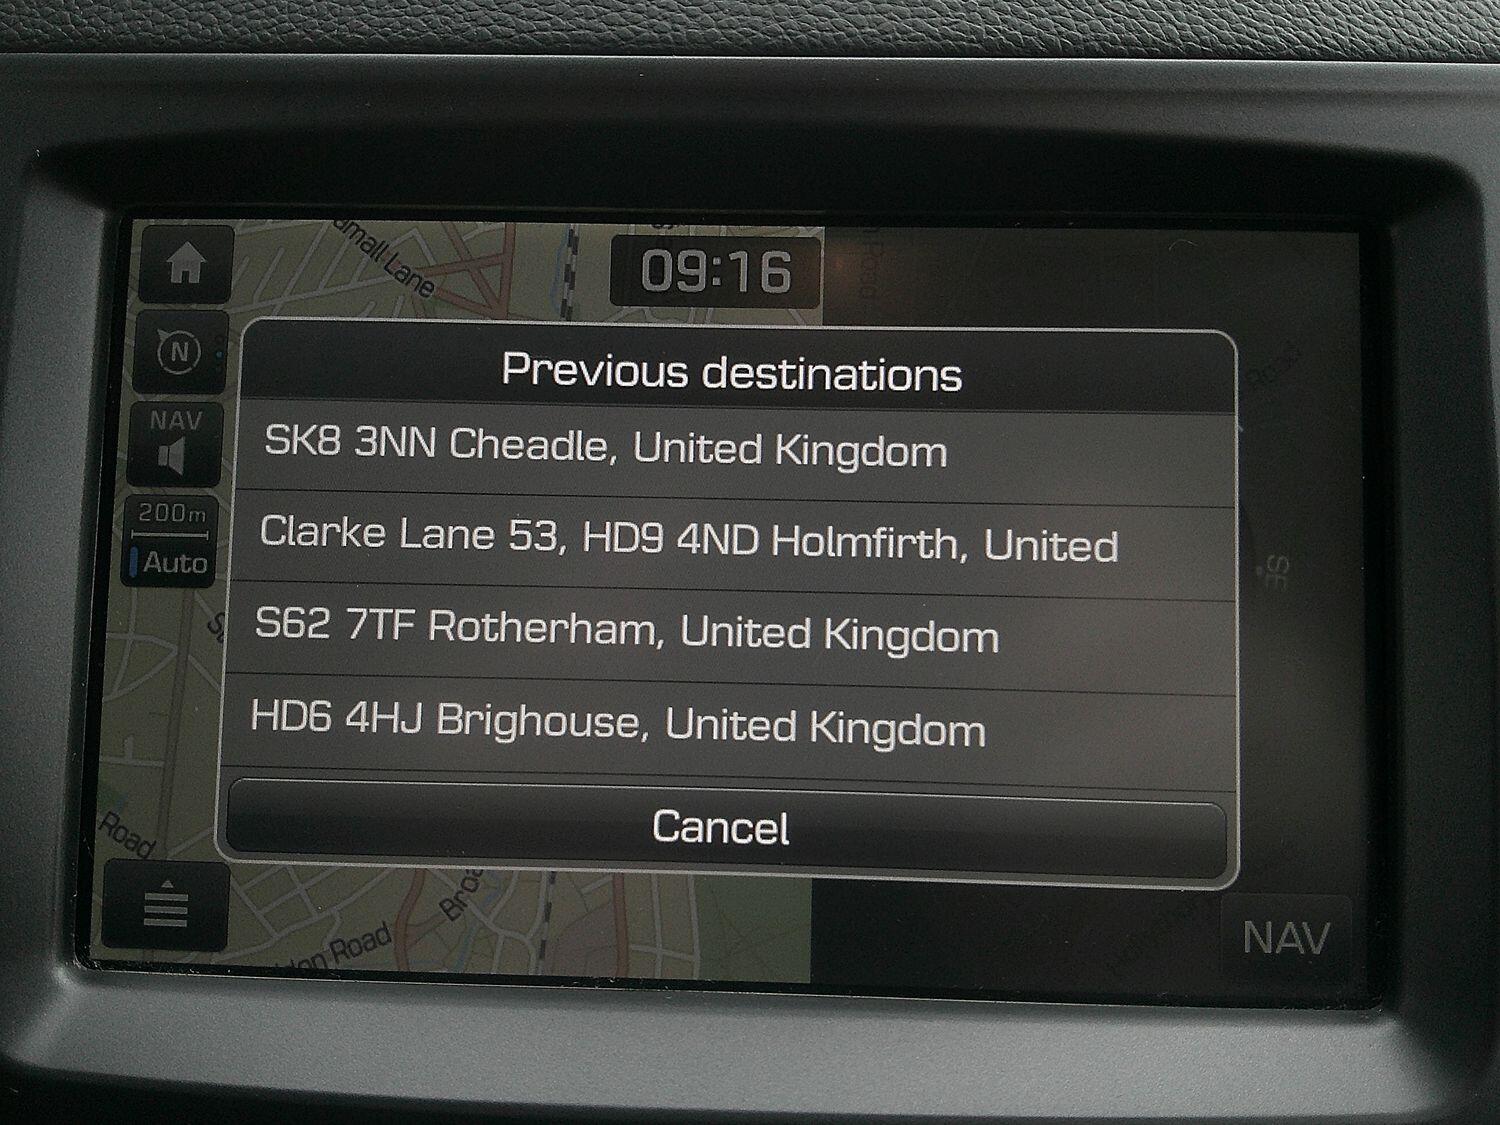 09:16
N
NAV
200m
Auto
Previous destinations
SK8 3NN Cheadle, United Kingdom
Clarke Lane 53, HD9 4ND Holmfirth, United
S62 7TF Rotherham, United Kingdom
HD6 4HJ Brighouse, United Kingdom
Cancel
Lane
Road
Road
NAV